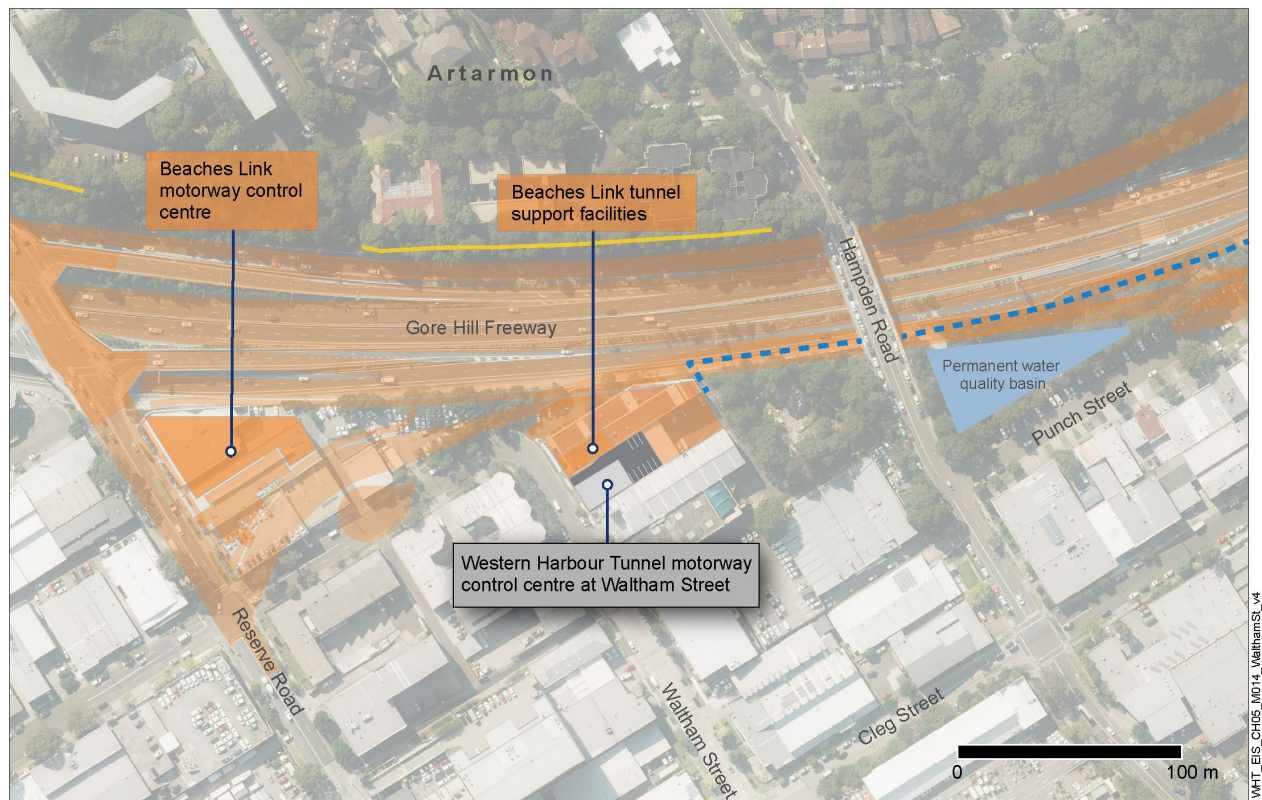 Artarmon
Beaches Link
motorway control
centre
Beaches Link tunnel
support facilities
Hampden Road
Gore Hill Freeway
Permanent water
quality basin
Punch Street
Western Harbour Tunnel motorway
control centre at Waltham Street
Reserve Road
Waltham Street
Cleg Street
0
100 m
WHT_EIS_CH05_M014_WalthamSt_v4